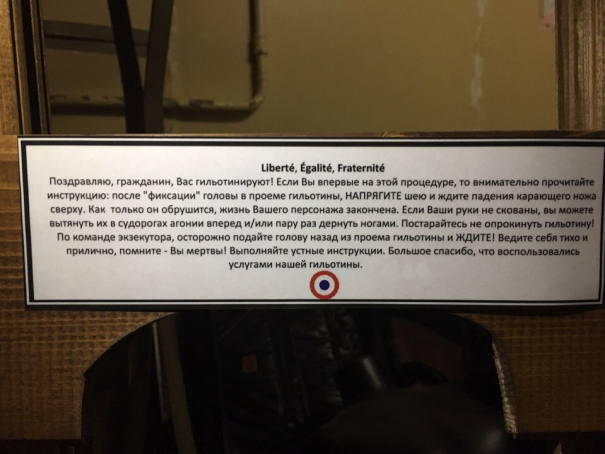 Liberté, Égalité, Fraternité
Поздравляю, гражданин, Вас гильотинируют! Если Вы впервые на этой процедуре, то внимательно прочитайте
инструкцию: после "фиксации" головы в проеме гильотины, НАПРЯГИТЕ шею и ждите падения карающего ножа
сверху. Как только он обрушится, жизнь Вашего персонажа закончена. Если Ваши руки не скованы, вы можете
вытянуть их в судорогах агонии вперед и/или пару раз дернуть ногами. Постарайтесь не опрокинуть гильотину!
По команде экзекутора, осторожно подайте голову назад из проема гильотины и ЖДИТЕ! Ведите себя тихо и
прилично, помните - Вы мертвы! Выполняйте устные инструкции. Большое спасибо, что воспользовались
услугами нашей гильотины.